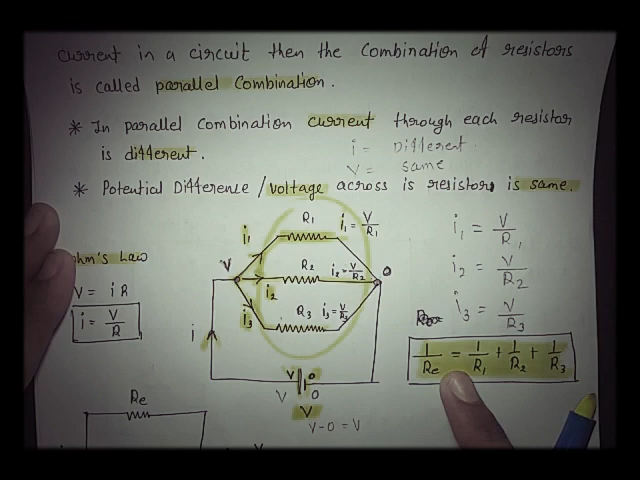 current in a circuit then the Combination of resistors
is called parallel Combination.
* In parallel Combination current through each resistor
is different.
i = Different
V = same
* Potential Difference / voltage across is resistors is same.
R1
i1
i1 = V/R1
V
R2
i2 = V/R2
0
i2
R3
i3 = V/R3
i3
i
V 0
V 0
V
V-0 = V
ohm's Law
V = iR
i = V/R
i1 = V/R1
i2 = V/R2
i3 = V/R3
1/Re = 1/R1 + 1/R2 + 1/R3
Re